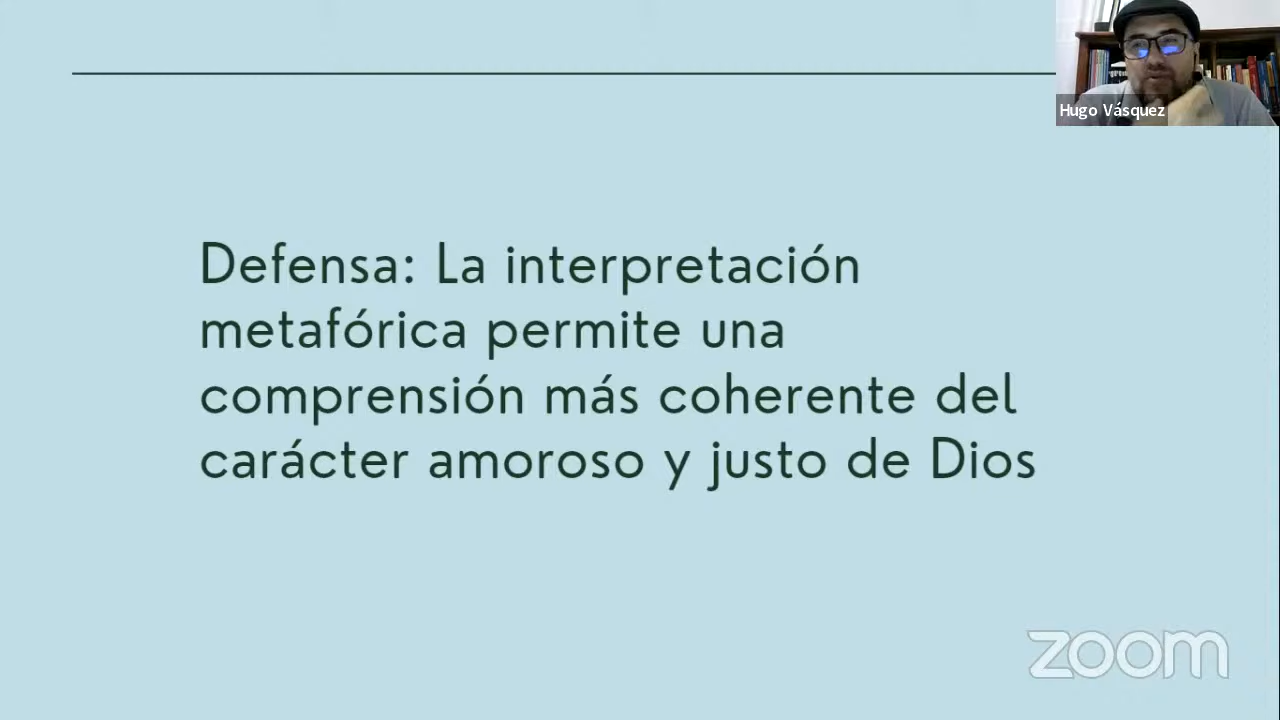 Hugo Vásquez
Defensa: La interpretación
metafórica permite una
comprensión más coherente del
carácter amoroso y justo de Dios
zoom